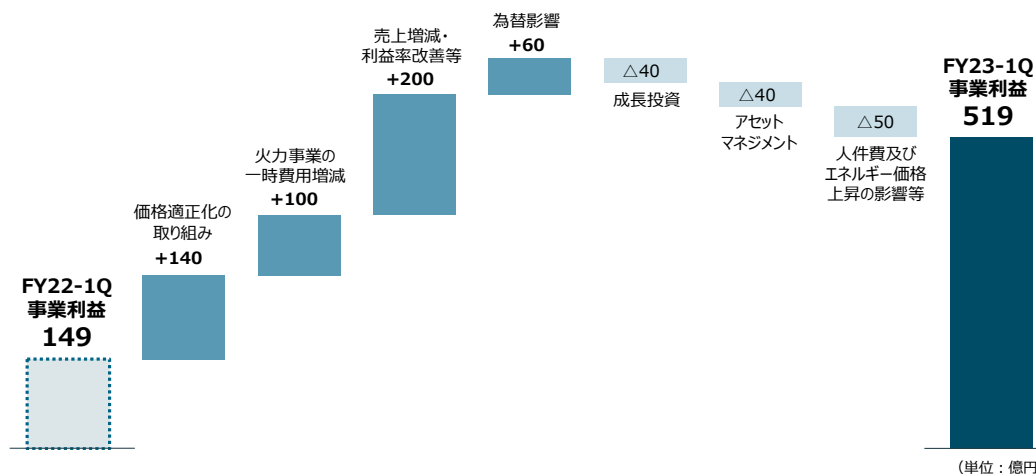 FY22-1Q
事業利益
149
価格適正化の
取り組み
+140
火力事業の
一時費用増減
+100
売上増減・
利益率改善等
+200
為替影響
+60
△40
成長投資
△40
アセット
マネジメント
△50
人件費及び
エネルギー価格
上昇の影響等
FY23-1Q
事業利益
519
(単位：億円